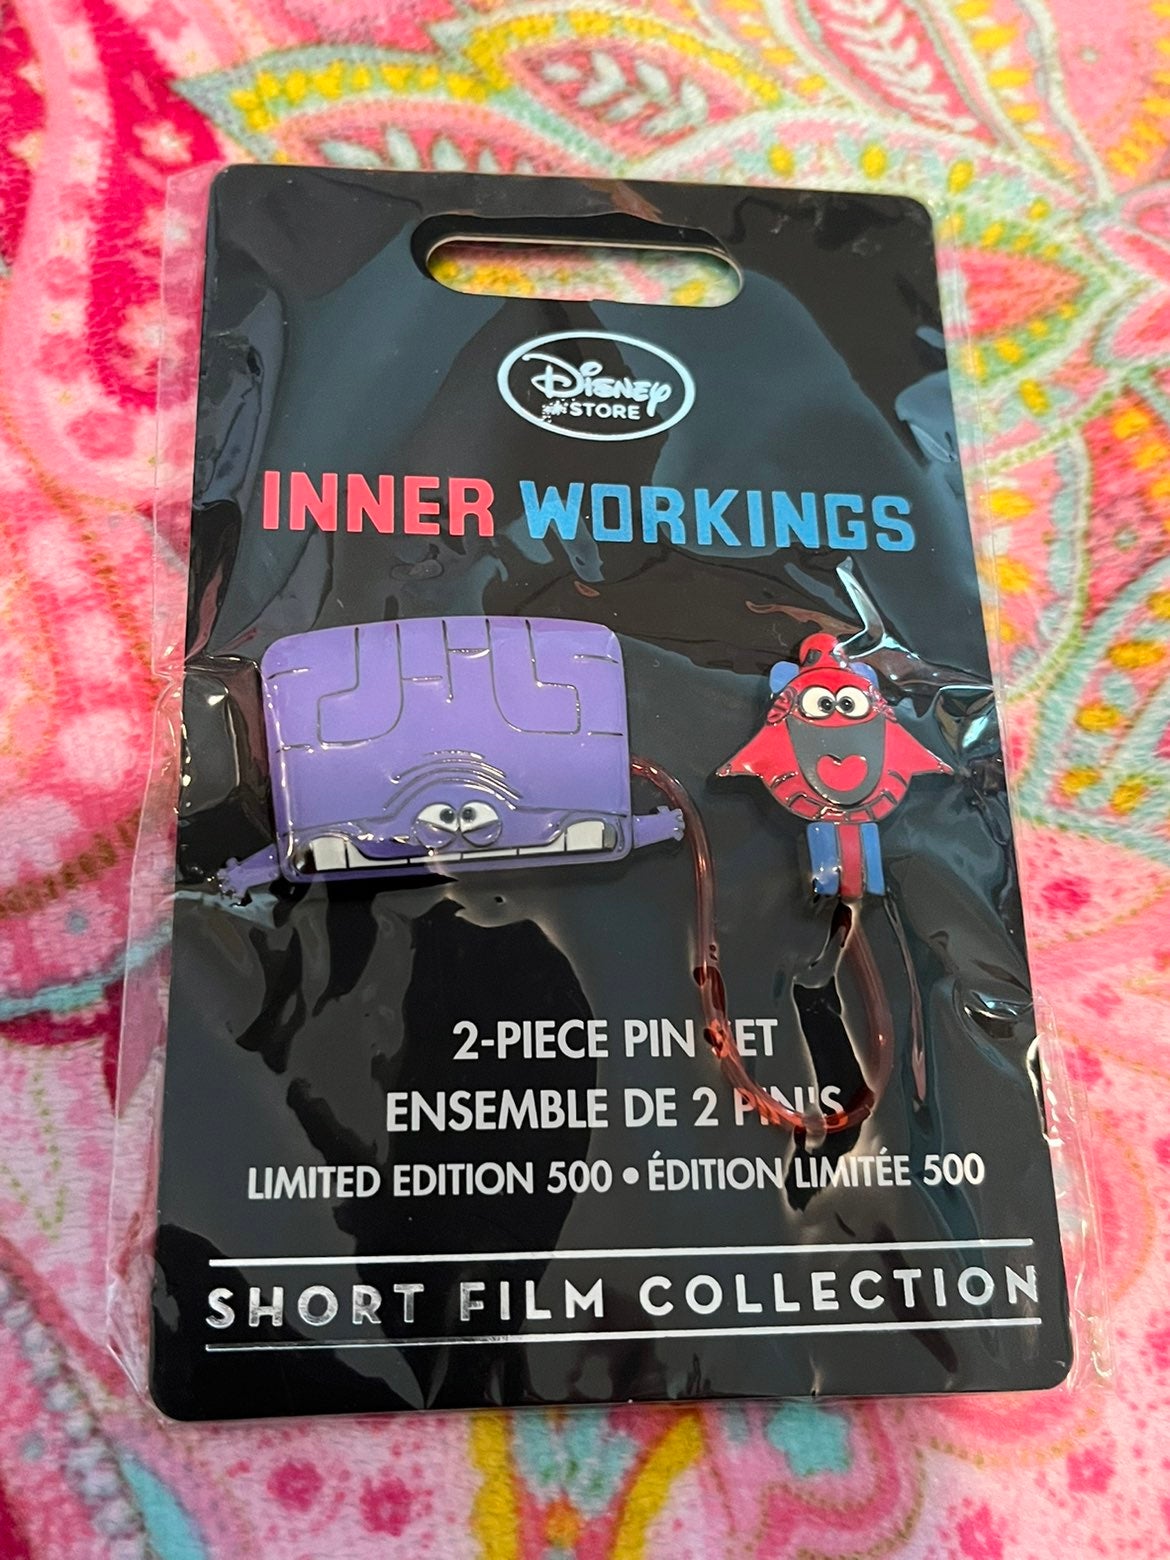 Disney
STORE
INNER WORKINGS
2-PIECE PIN SET
ENSEMBLE DE 2 PIN'S
LIMITED EDITION 500 • ÉDITION LIMITÉE 500
SHORT FILM COLLECTION